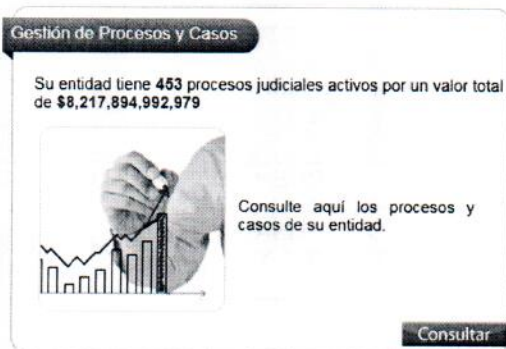 Gestión de Procesos y Casos
Su entidad tiene 453 procesos judiciales activos por un valor total
de $8,217,894,992,979
Consulte aquí los procesos y
casos de su entidad.
Consultar